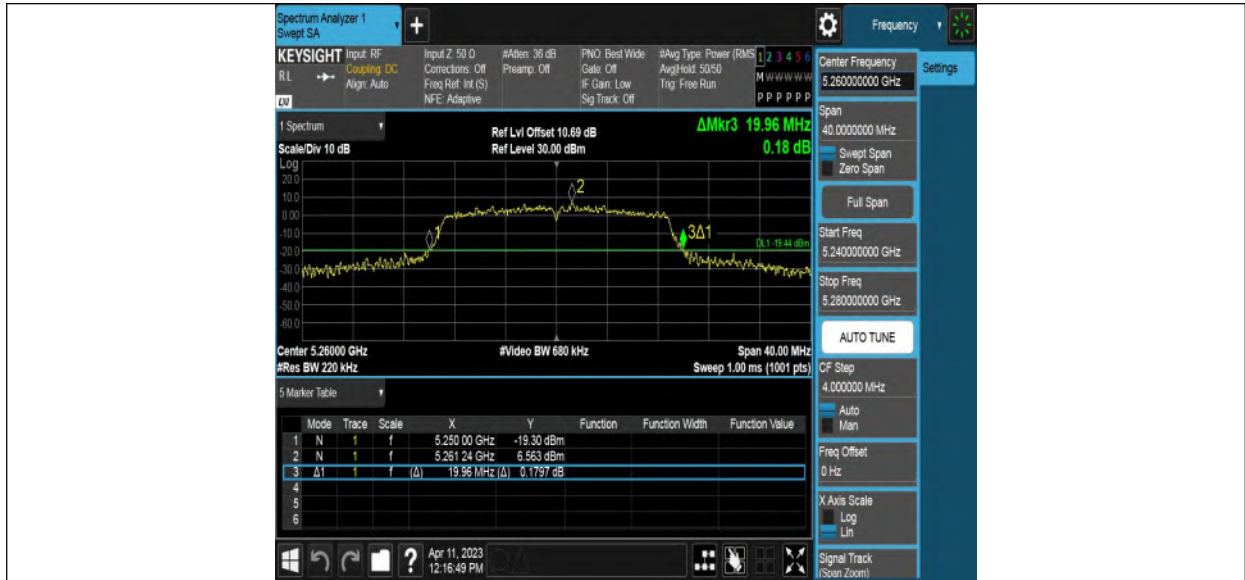 Spectrum Analyzer 1
Swept SA
+
Frequency
KEYSIGHT Input: RF
Coupling: DC
Align: Auto
RL
LXI
Input Z: 50 Ω
Corrections: Off
Freq Ref: Int (S)
NFE: Adaptive
#Atten: 36 dB
Preamp: Off
PNO: Best Wide
Gate: Off
IF Gain: Low
Sig Track: Off
#Avg Type: Power (RMS
Avg|Hold: 50/50
Trig: Free Run
1 2 3 4 5 6
M W W W W W
P P P P P P
1 Spectrum
Scale/Div 10 dB
Ref Lvl Offset 10.69 dB
Ref Level 30.00 dBm
ΔMkr3 19.96 MHz
0.18 dB
Log
20.0
10.0
0.00
-10.0
-20.0
-30.0
-40.0
-50.0
-60.0
1
2
3Δ1
DL1 -19.44 dBm
Center 5.26000 GHz
#Res BW 220 kHz
#Video BW 680 kHz
Span 40.00 MHz
Sweep 1.00 ms (1001 pts)
5 Marker Table
Mode Trace Scale X Y Function Function Width Function Value
1 N 1 f 5.250 00 GHz -19.30 dBm
2 N 1 f 5.261 24 GHz 6.563 dBm
3 Δ1 1 f (Δ) 19.96 MHz (Δ) 0.1797 dB
4
5
6
?
Apr 11, 2023
12:16:49 PM
Center Frequency
5.260000000 GHz
Settings
Span
40.0000000 MHz
Swept Span
Zero Span
Full Span
Start Freq
5.240000000 GHz
Stop Freq
5.280000000 GHz
AUTO TUNE
CF Step
4.000000 MHz
Auto
Man
Freq Offset
0 Hz
X Axis Scale
Log
Lin
Signal Track
(Span Zoom)